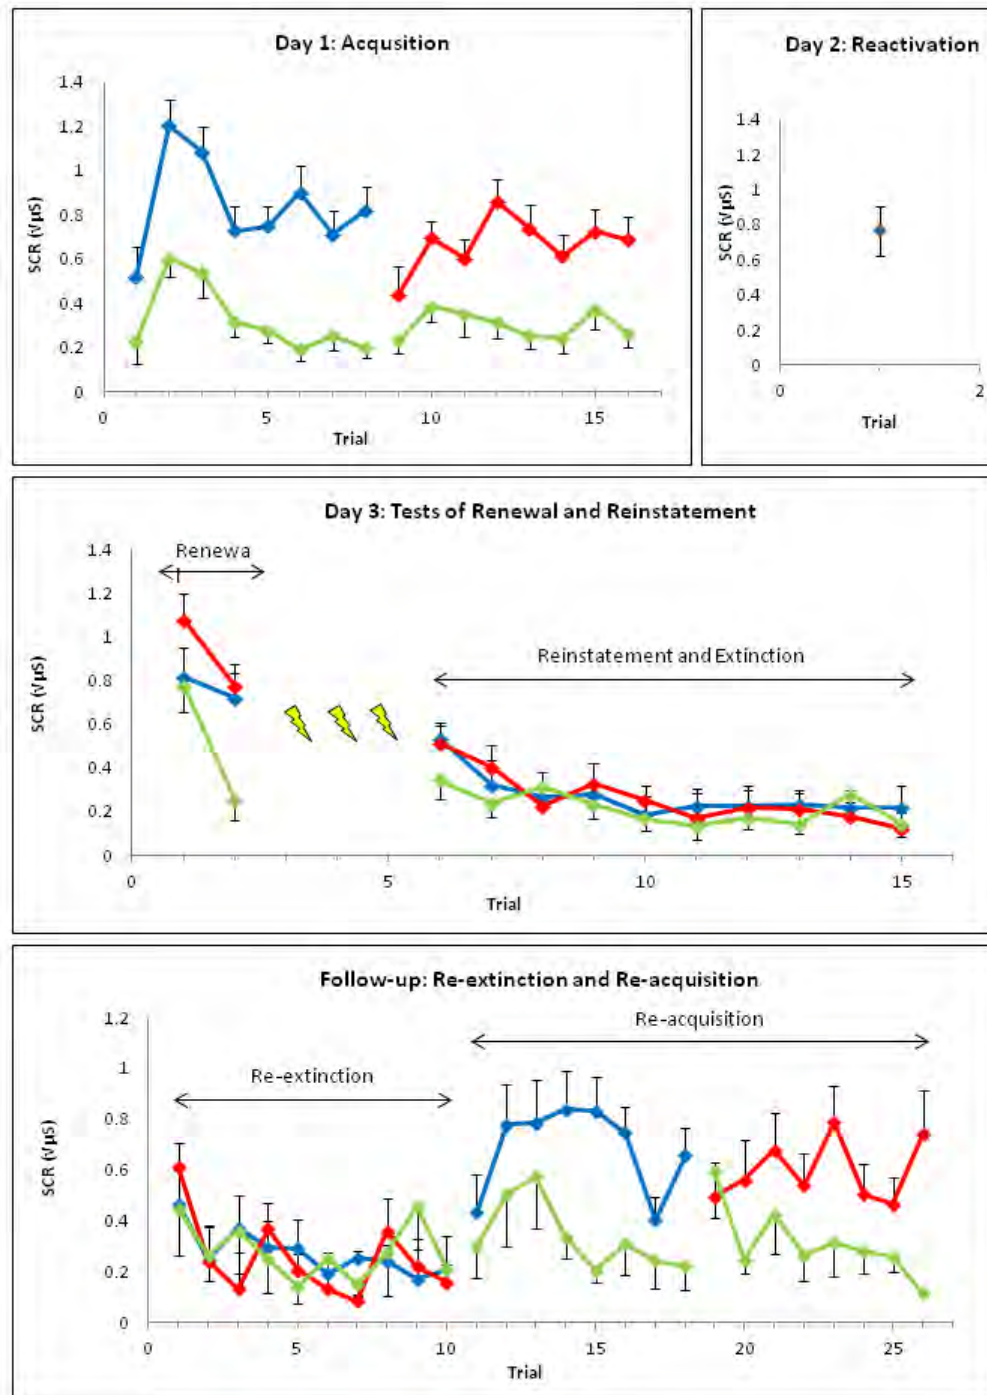 Day 1: Acqusition
1.4
1.2
1
0.8
0.6
0.4
0.2
0
SCR (√µS)
0
5
10
15
Trial
Day 2: Reactivation
1.4
1.2
1
0.8
0.6
0.4
0.2
0
SCR (√µS)
0
2
Trial
Day 3: Tests of Renewal and Reinstatement
Renewa
l
Reinstatement and Extinction
1.4
1.2
1
0.8
0.6
0.4
0.2
0
SCR (√µS)
0
5
10
15
Trial
Follow-up: Re-extinction and Re-acquisition
Re-acquisition
Re-extinction
1.2
1
0.8
0.6
0.4
0.2
0
SCR (√µS)
0
5
10
15
20
25
Trial